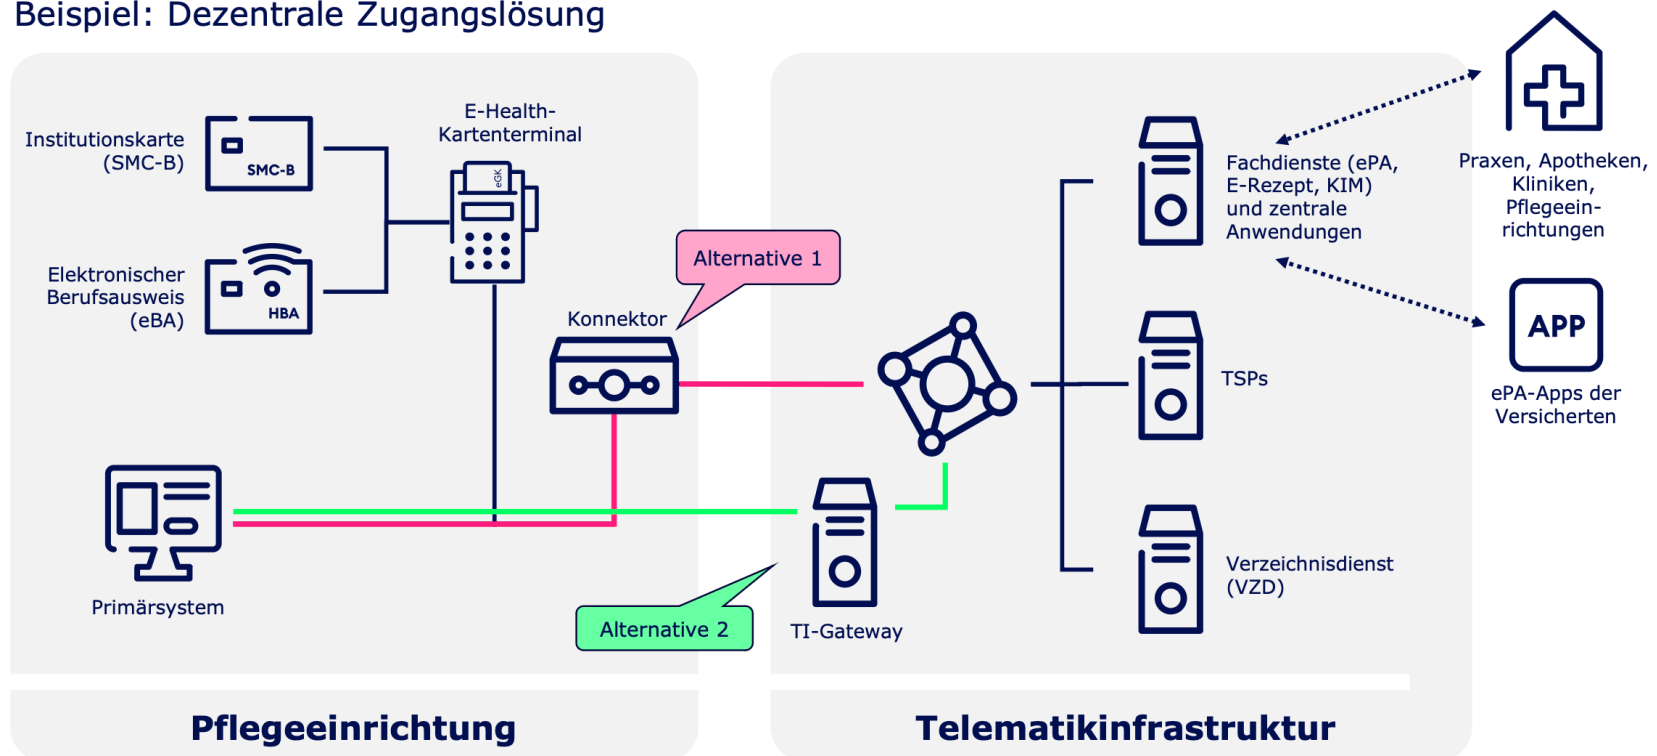 Beispiel: Dezentrale Zugangslösung
Institutionskarte
(SMC-B)
SMC-B
E-Health-
Kartenterminal
eGK
Elektronischer
Berufsausweis
(eBA)
HBA
Alternative 1
Konnektor
Primärsystem
Alternative 2
TI-Gateway
Fachdienste (ePA,
E-Rezept, KIM)
und zentrale
Anwendungen
TSPs
Verzeichnisdienst
(VZD)
Praxen, Apotheken,
Kliniken,
Pflegeein-
richtungen
APP
ePA-Apps der
Versicherten
Pflegeeinrichtung
Telematikinfrastruktur